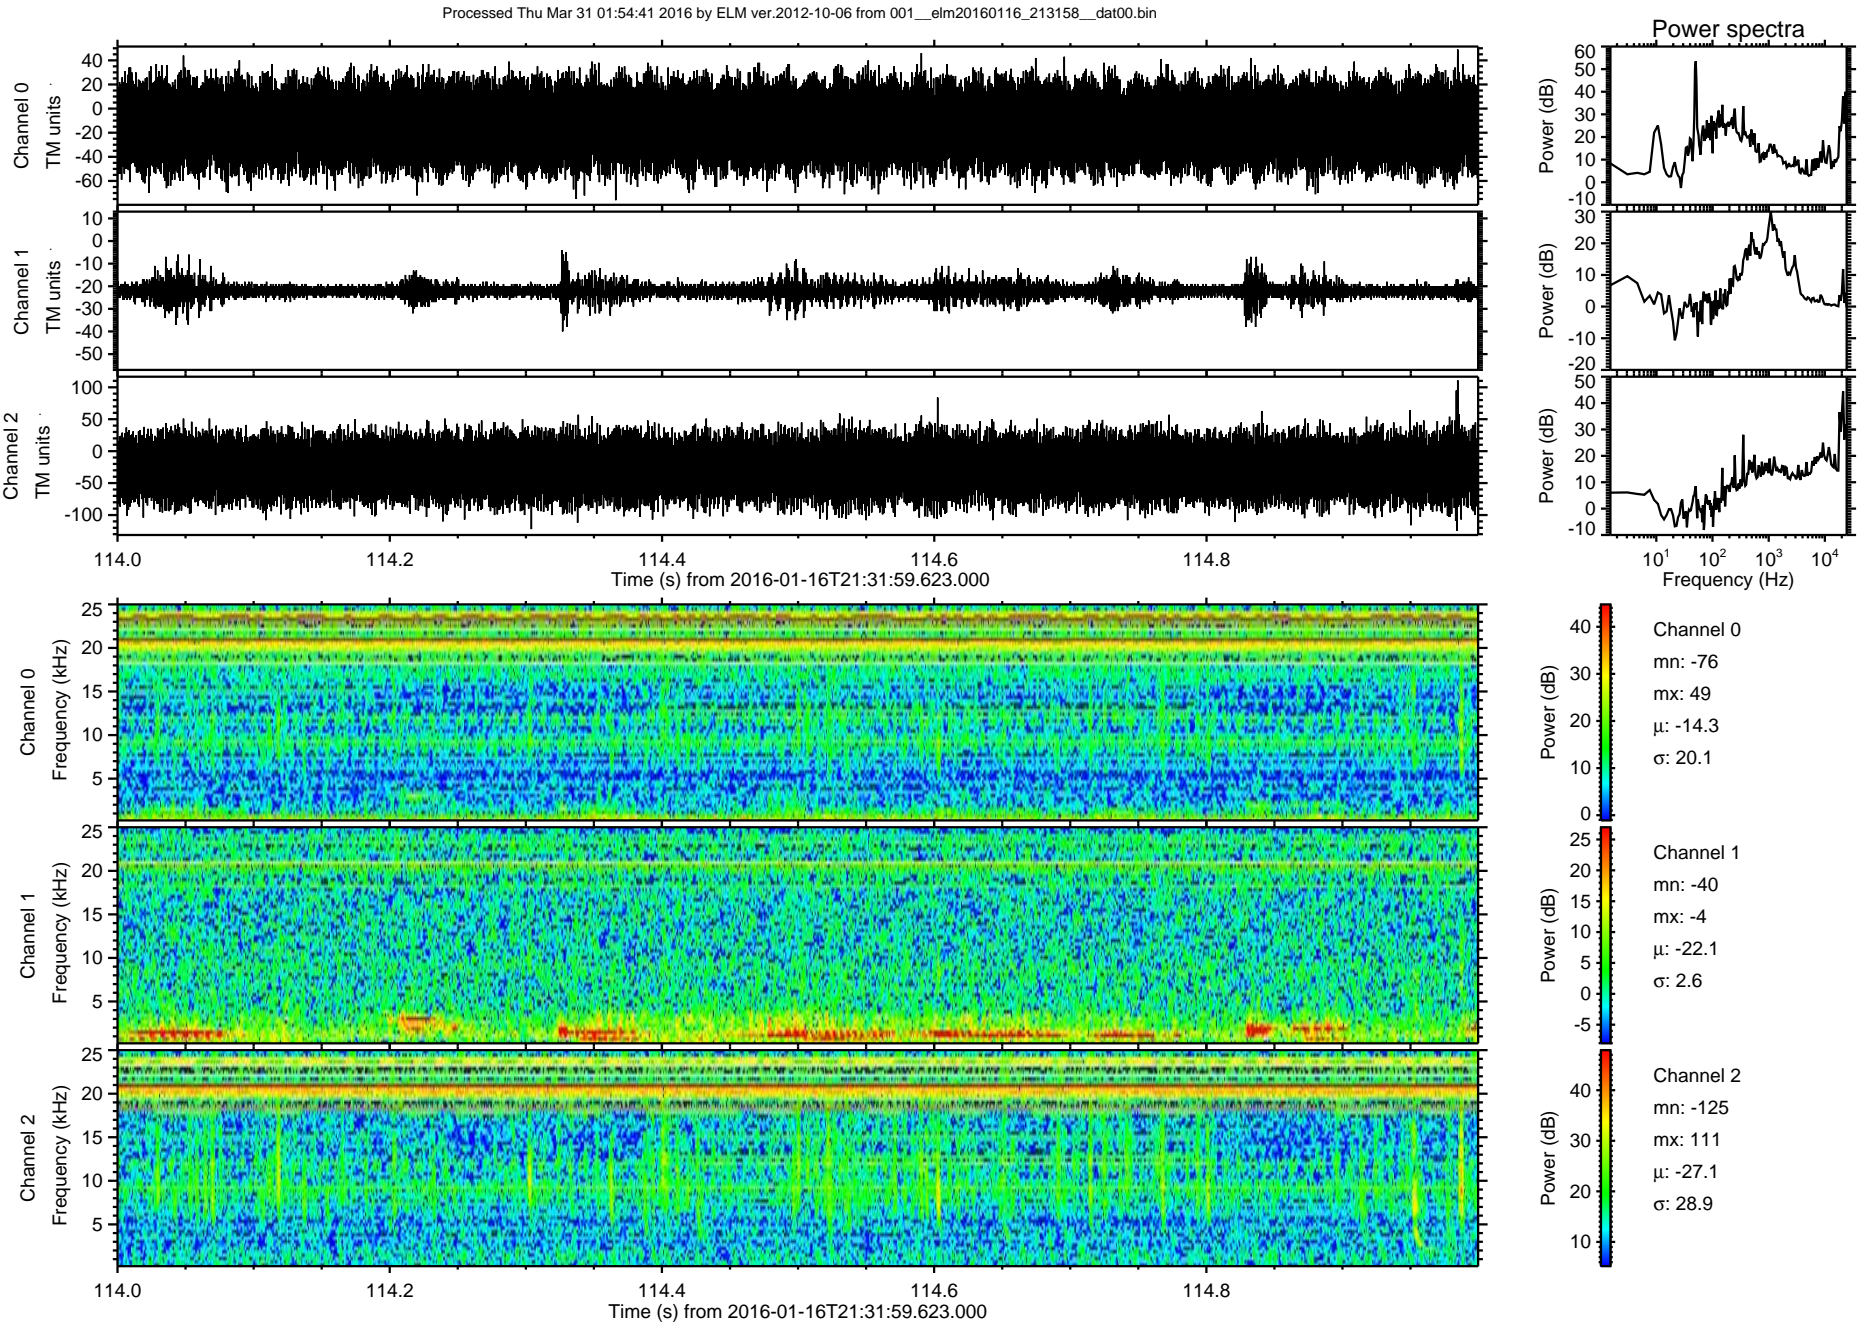 Processed Thu Mar 31 01:54:41 2016 by ELM ver.2012-10-06 from 001__elm20160116_213158__dat00.bin
Power spectra
Channel 0
TM units
40
20
0
-20
-40
-60
Power (dB)
60
50
40
30
20
10
0
-10
Channel 1
TM units
10
0
-10
-20
-30
-40
-50
Power (dB)
30
20
10
0
-10
-20
Channel 2
TM units
100
50
0
-50
-100
Power (dB)
50
40
30
20
10
0
-10
114.0 114.2 114.4 114.6 114.8
Time (s) from 2016-01-16T21:31:59.623.000
10^1 10^2 10^3 10^4
Frequency (Hz)
Channel 0
Frequency (kHz)
25
20
15
10
5
Power (dB)
40
30
20
10
0
Channel 0
mn: -76
mx: 49
μ: -14.3
σ: 20.1
Channel 1
Frequency (kHz)
25
20
15
10
5
Power (dB)
25
20
15
10
5
0
-5
Channel 1
mn: -40
mx: -4
μ: -22.1
σ: 2.6
Channel 2
Frequency (kHz)
25
20
15
10
5
Power (dB)
40
30
20
10
Channel 2
mn: -125
mx: 111
μ: -27.1
σ: 28.9
114.0 114.2 114.4 114.6 114.8
Time (s) from 2016-01-16T21:31:59.623.000